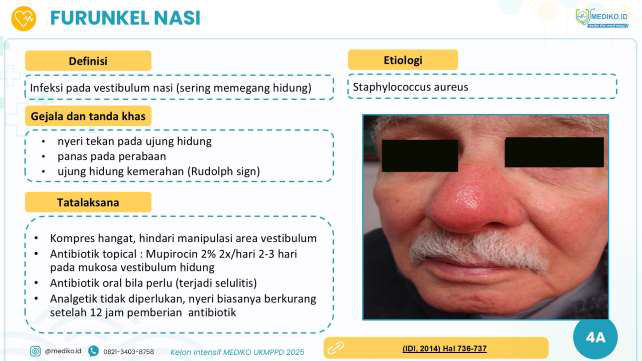 FURUNKEL NASI
MEDIKO.ID
Definisi
Infeksi pada vestibulum nasi (sering memegang hidung)
Etiologi
Staphylococcus aureus
Gejala dan tanda khas
• nyeri tekan pada ujung hidung
• panas pada perabaan
• ujung hidung kemerahan (Rudolph sign)
Tatalaksana
• Kompres hangat, hindari manipulasi area vestibulum
• Antibiotik topical : Mupirocin 2% 2x/hari 2-3 hari
pada mukosa vestibulum hidung
• Antibiotik oral bila perlu (terjadi selulitis)
• Analgetik tidak diperlukan, nyeri biasanya berkurang
setelah 12 jam pemberian antibiotik
@mediko.id
0821-3403-8758
Kelan Intensif MEDIKO UKMPPD 2025
(IDI, 2014) Hal 736-737
4A